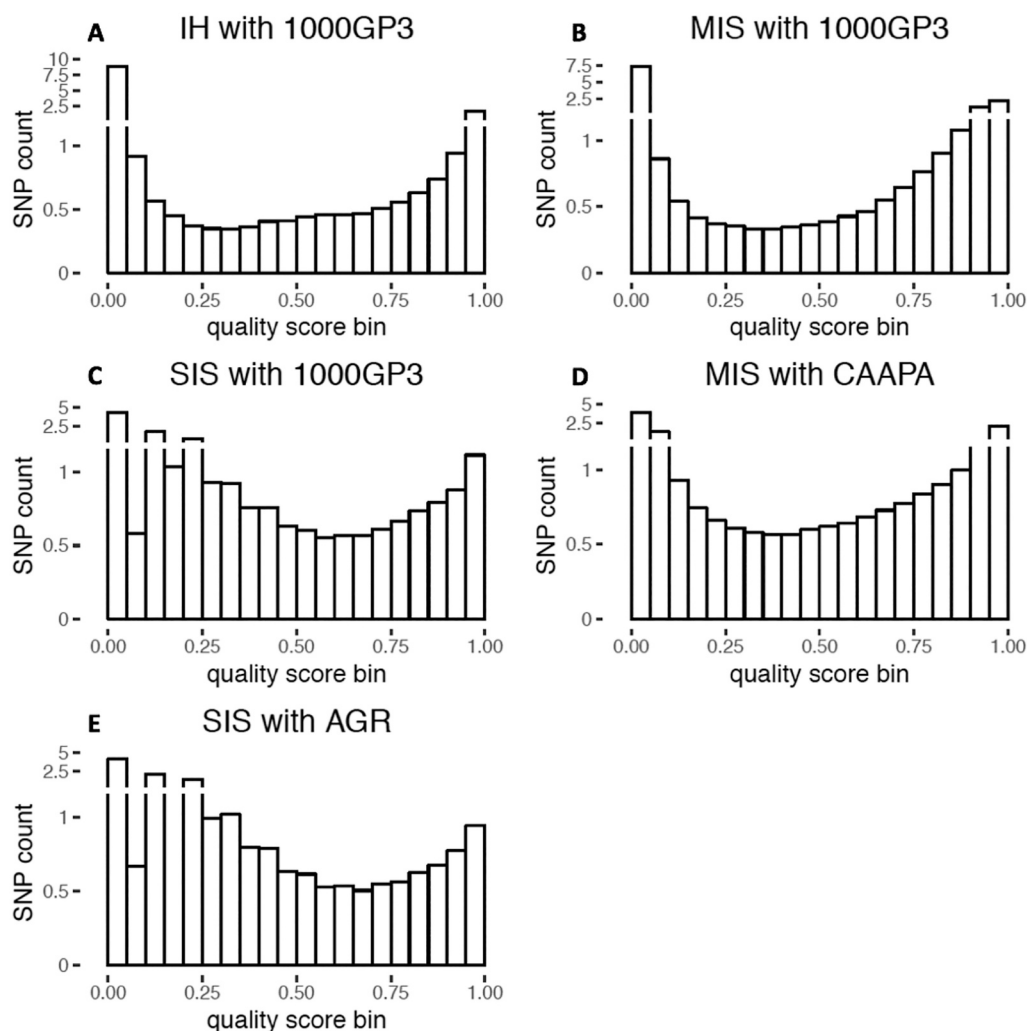 A IH with 1000GP3
10
7.5
5
2.5
1
0.5
0
SNP count
0.00 0.25 0.50 0.75 1.00
quality score bin
B MIS with 1000GP3
7.5
5
2.5
1
0.5
0
SNP count
0.00 0.25 0.50 0.75 1.00
quality score bin
C SIS with 1000GP3
5
2.5
1
0.5
0
SNP count
0.00 0.25 0.50 0.75 1.00
quality score bin
D MIS with CAAPA
5
2.5
1
0.5
0
SNP count
0.00 0.25 0.50 0.75 1.00
quality score bin
E SIS with AGR
5
2.5
1
0.5
0
SNP count
0.00 0.25 0.50 0.75 1.00
quality score bin